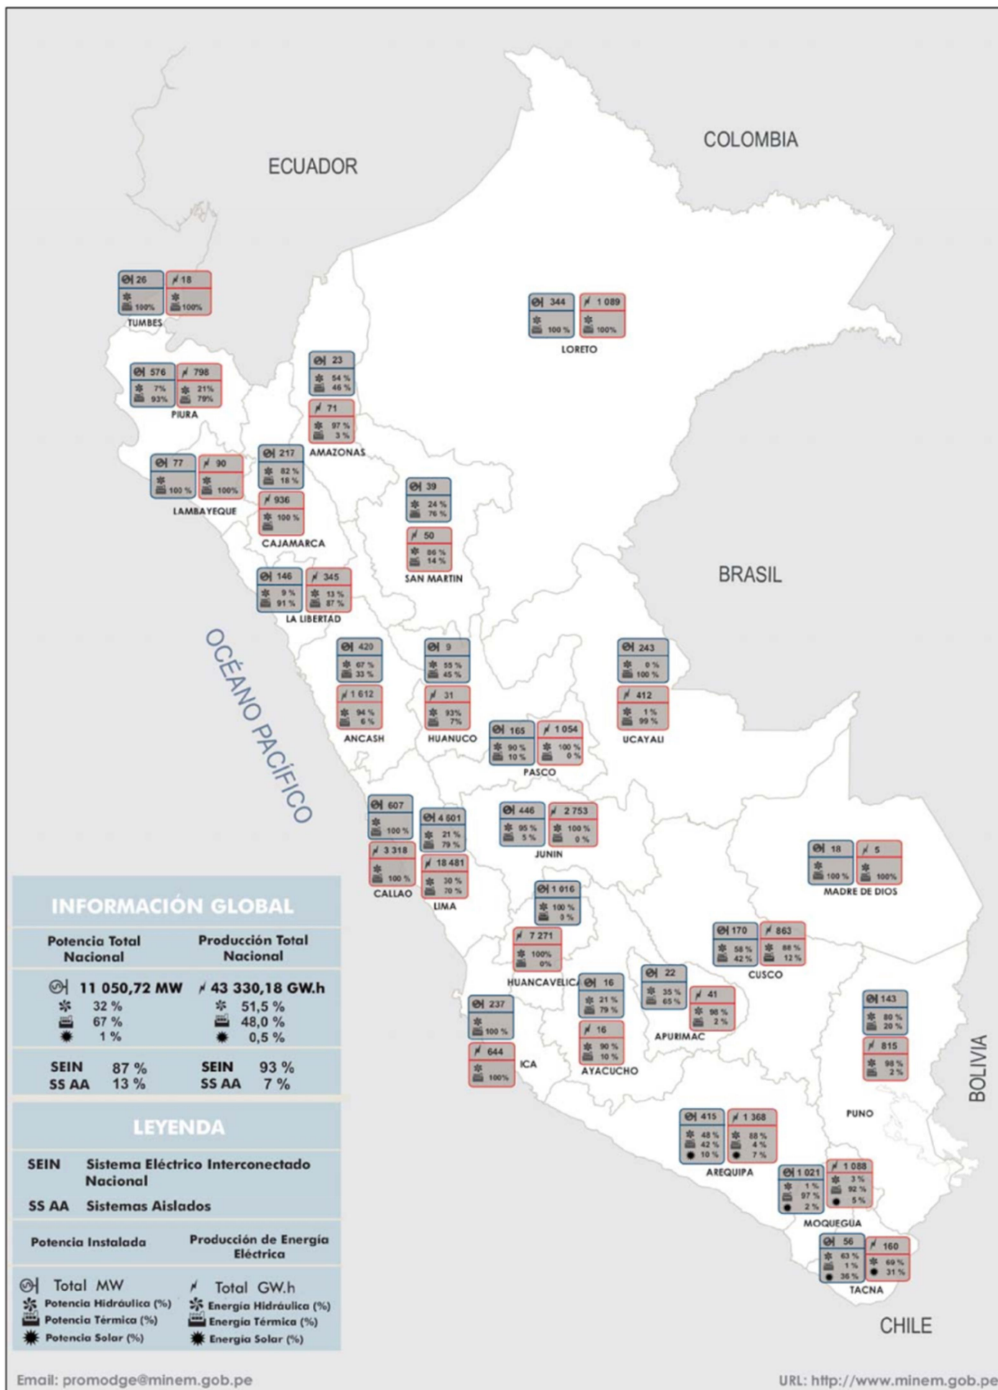 COLOMBIA
ECUADOR
26 18
100% 100%
TUMBES
344 1 089
100 % 100%
LORETO
576 798
7% 21%
93% 79%
PIURA
23
54 %
46 %
71
97 %
3 %
AMAZONAS
77 90
100 % 100%
LAMBAYEQUE
217
82 %
18 %
936
100 %
CAJAMARCA
39
24 %
76 %
50
86 %
14 %
SAN MARTIN
BRASIL
146 345
9 % 13 %
91 % 87 %
LA LIBERTAD
OCÉANO PACÍFICO
420
67 %
33 %
1 612
94 %
6 %
ANCASH
9
55 %
45 %
31
93%
7%
HUANUCO
243
0 %
100 %
412
1 %
99 %
UCAYALI
165 1 054
90 % 100 %
10 % 0 %
PASCO
607
100 %
3 318
100 %
CALLAO
4 601
21 %
79 %
18 481
30 %
70 %
LIMA
446 2 753
95 % 100 %
5 % 0 %
JUNIN
18 5
100 % 100%
MADRE DE DIOS
1 016
100 %
0 %
7 271
100%
0%
HUANCAVELICA
170 863
58 % 88 %
42 % 12 %
CUSCO
237
100 %
644
100%
ICA
16
21 %
79 %
16
90 %
10 %
AYACUCHO
22
35 %
65 %
41
98 %
2 %
APURIMAC
143
80 %
20 %
815
98 %
2 %
PUNO
BOLIVIA
415 1 368
48 % 88 %
42 % 4 %
10 % 7 %
AREQUIPA
1 021 1 088
1 % 3 %
97 % 92 %
2 % 5 %
MOQUEGUA
56 160
63 % 69 %
1 % 31 %
36 %
TACNA
CHILE
INFORMACIÓN GLOBAL
Potencia Total Producción Total
Nacional Nacional
11 050,72 MW 43 330,18 GW.h
32 % 51,5 %
67 % 48,0 %
1 % 0,5 %
SEIN 87 % SEIN 93 %
SS AA 13 % SS AA 7 %
LEYENDA
SEIN Sistema Eléctrico Interconectado
Nacional
SS AA Sistemas Aislados
Potencia Instalada Producción de Energía
Eléctrica
Total MW Total GW.h
Potencia Hidráulica (%) Energía Hidráulica (%)
Potencia Térmica (%) Energía Térmica (%)
Potencia Solar (%) Energía Solar (%)
Email: promodge@minem.gob.pe URL: http://www.minem.gob.pe